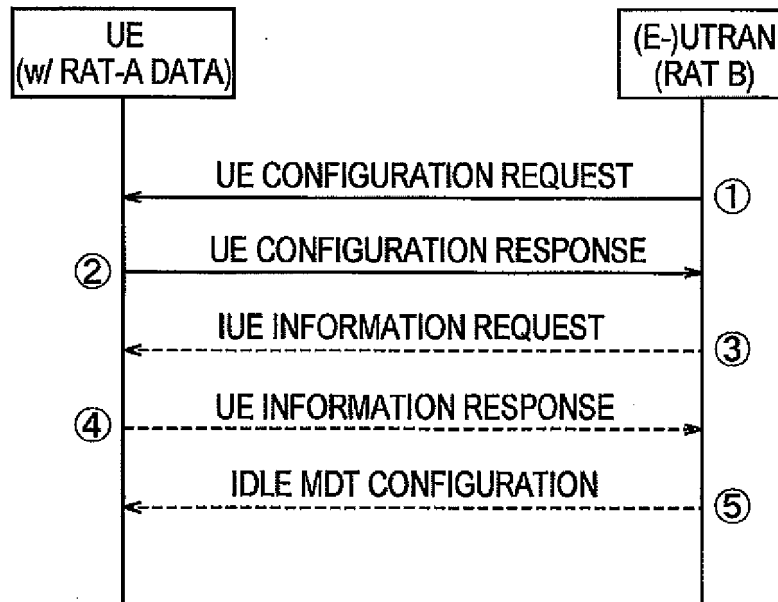 UE
(w/ RAT-A DATA)
(E-)UTRAN
(RAT B)
UE CONFIGURATION REQUEST
①
UE CONFIGURATION RESPONSE
②
IUE INFORMATION REQUEST
③
UE INFORMATION RESPONSE
④
IDLE MDT CONFIGURATION
⑤